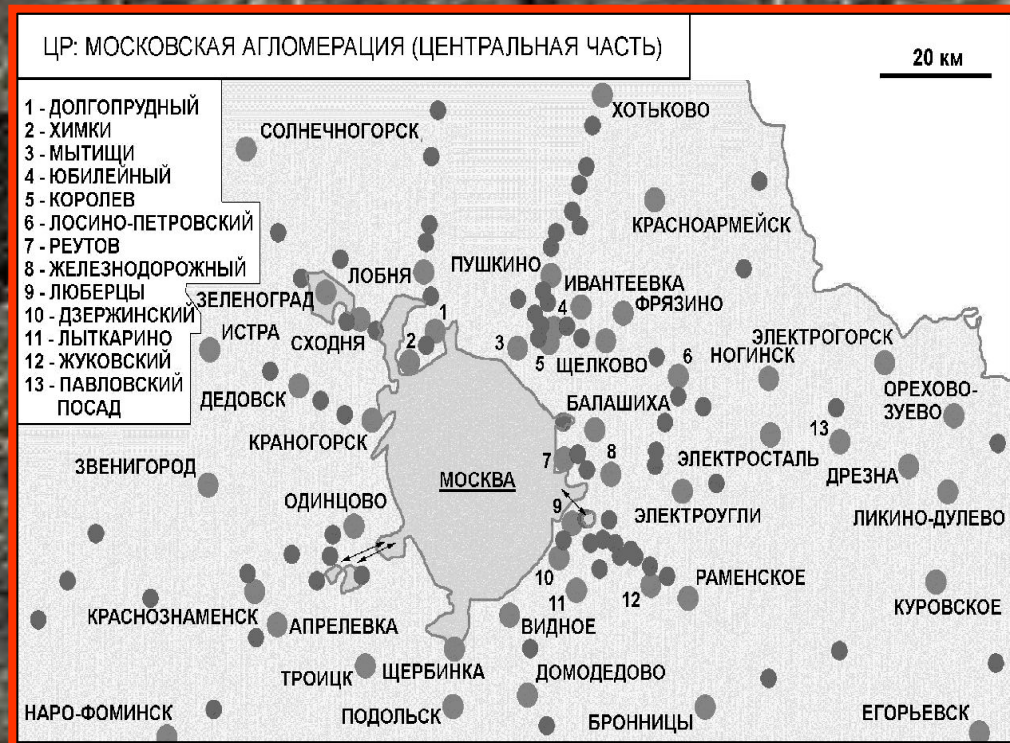 ЦР: МОСКОВСКАЯ АГЛОМЕРАЦИЯ (ЦЕНТРАЛЬНАЯ ЧАСТЬ)
20 км
1 - ДОЛГОПРУДНЫЙ
2 - ХИМКИ
3 - МЫТИЩИ
4 - ЮБИЛЕЙНЫЙ
5 - КОРОЛЕВ
6 - ЛОСИНО-ПЕТРОВСКИЙ
7 - РЕУТОВ
8 - ЖЕЛЕЗНОДОРОЖНЫЙ
9 - ЛЮБЕРЦЫ
10 - ДЗЕРЖИНСКИЙ
11 - ЛЫТКАРИНО
12 - ЖУКОВСКИЙ
13 - ПАВЛОВСКИЙ
ПОСАД
ХОТЬКОВО
СОЛНЕЧНОГОРСК
КРАСНОАРМЕЙСК
ПУШКИНО
ЛОБНЯ
ИВАНТЕЕВКА
ЗЕЛЕНОГРАД
ФРЯЗИНО
1
4
ИСТРА
СХОДНЯ
2
3
5
ЩЕЛКОВО
6
НОГИНСК
ЭЛЕКТРОГОРСК
ДЕДОВСК
БАЛАШИХА
ОРЕХОВО-
ЗУЕВО
КРАНОГОРСК
13
ЗВЕНИГОРОД
МОСКВА
7
8
ЭЛЕКТРОСТАЛЬ
ДРЕЗНА
ОДИНЦОВО
9
ЭЛЕКТРОУГЛИ
ЛИКИНО-ДУЛЕВО
10
РАМЕНСКОЕ
11
12
КУРОВСКОЕ
КРАСНОЗНАМЕНСК
АПРЕЛЕВКА
ВИДНОЕ
ТРОИЦК
ЩЕРБИНКА
ДОМОДЕДОВО
НАРО-ФОМИНСК
ПОДОЛЬСК
БРОННИЦЫ
ЕГОРЬЕВСК